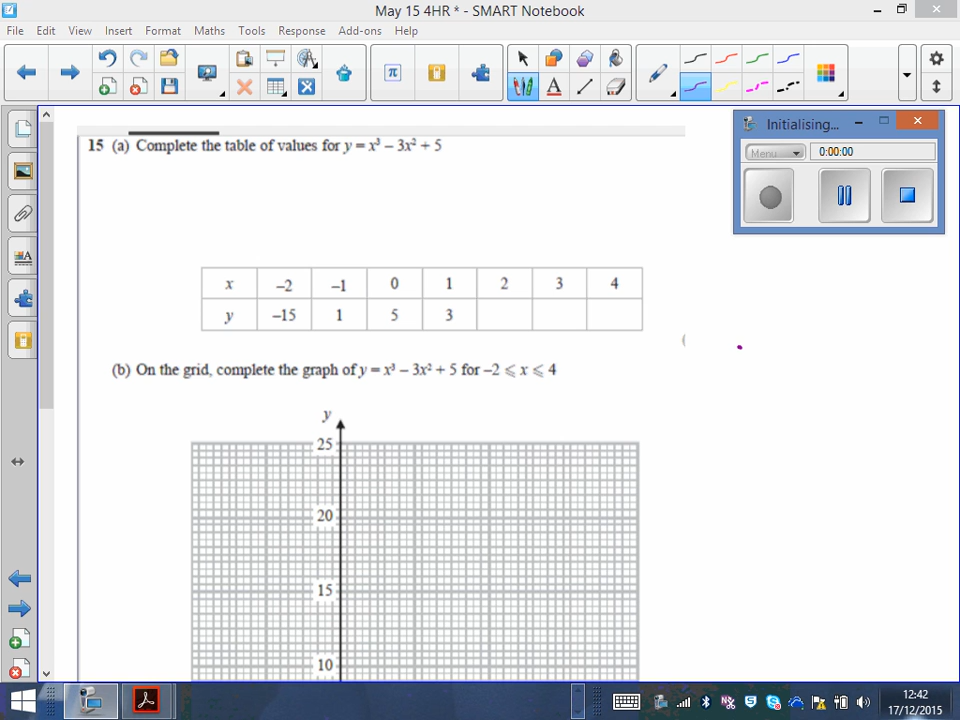 May 15 4HR * - SMART Notebook
File Edit View Insert Format Maths Tools Response Add-ons Help
π
A
Initialising...
Menu 0:00:00
15 (a) Complete the table of values for y = x³ – 3x² + 5
x –2 –1 0 1 2 3 4
y –15 1 5 3
(
(b) On the grid, complete the graph of y = x³ – 3x² + 5 for –2 ⩽ x ⩽ 4
y
25
20
15
10
12:42
17/12/2015